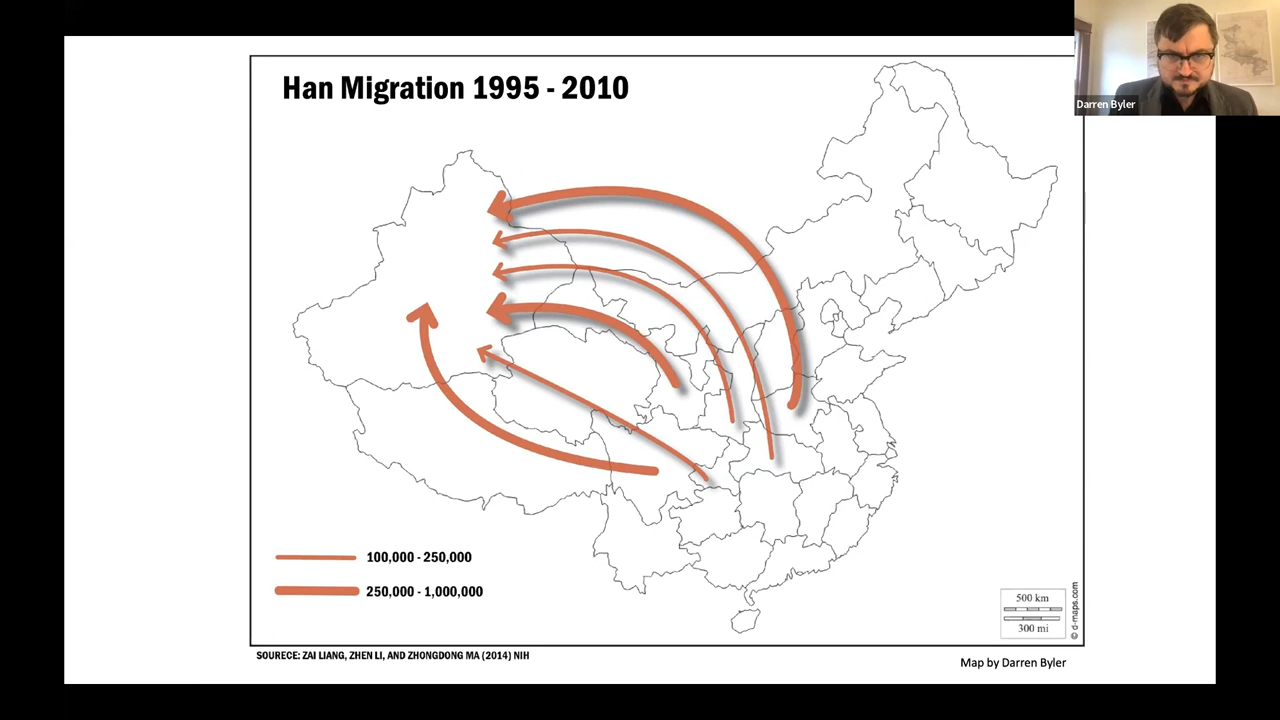 Han Migration 1995 - 2010
Darren Byler
100,000 - 250,000
250,000 - 1,000,000
500 km
300 mi
© d-maps.com
SOURECE: ZAI LIANG, ZHEN LI, AND ZHONGDONG MA (2014) NIH
Map by Darren Byler